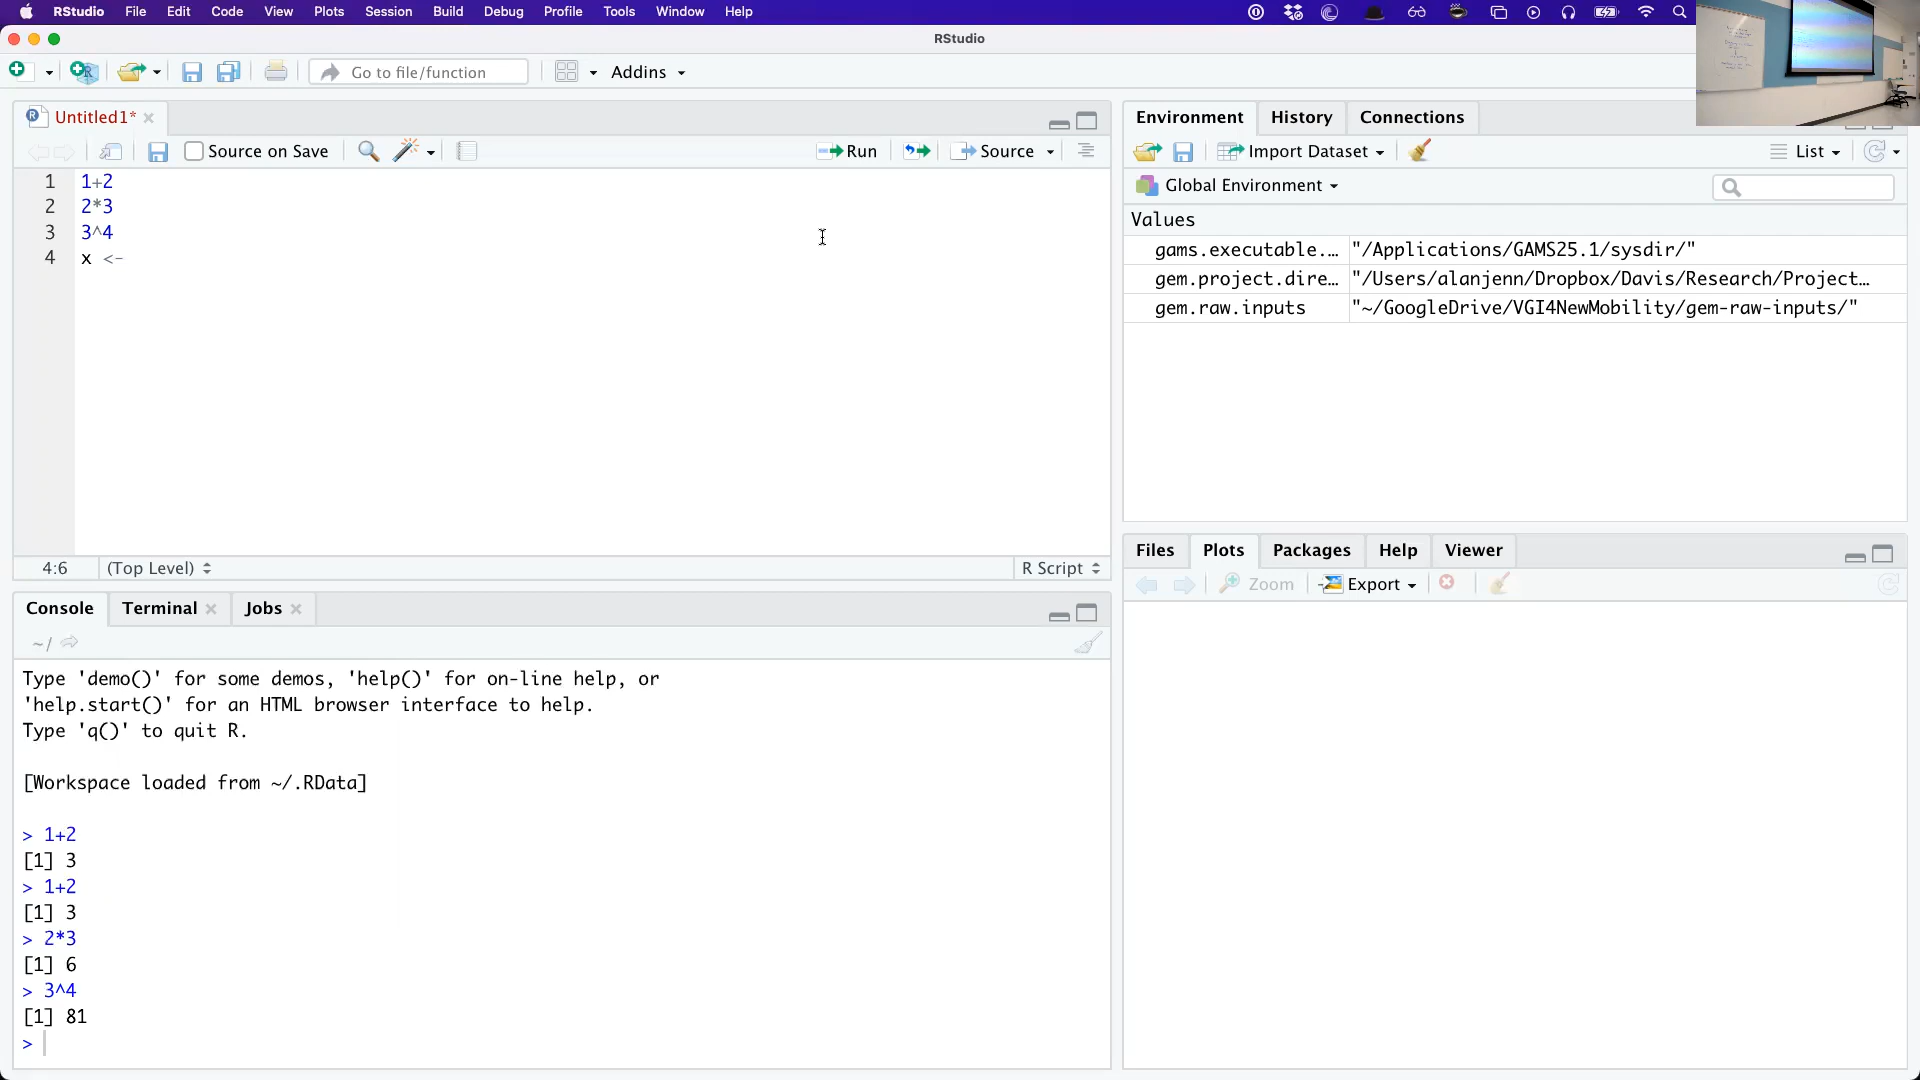 RStudio File Edit Code View Plots Session Build Debug Profile Tools Window Help
RStudio
Go to file/function Addins
Untitled1*
Source on Save Run Source
1 1+2
2 2*3
3 3^4
4 x <-
4:6 (Top Level) R Script
Console Terminal Jobs
~/
Type 'demo()' for some demos, 'help()' for on-line help, or
'help.start()' for an HTML browser interface to help.
Type 'q()' to quit R.
[Workspace loaded from ~/.RData]
> 1+2
[1] 3
> 1+2
[1] 3
> 2*3
[1] 6
> 3^4
[1] 81
>
Environment History Connections
Import Dataset List
Global Environment
Values
gams.executable.… "/Applications/GAMS25.1/sysdir/"
gem.project.dire… "/Users/alanjenn/Dropbox/Davis/Research/Project…
gem.raw.inputs "~/GoogleDrive/VGI4NewMobility/gem-raw-inputs/"
Files Plots Packages Help Viewer
Zoom Export